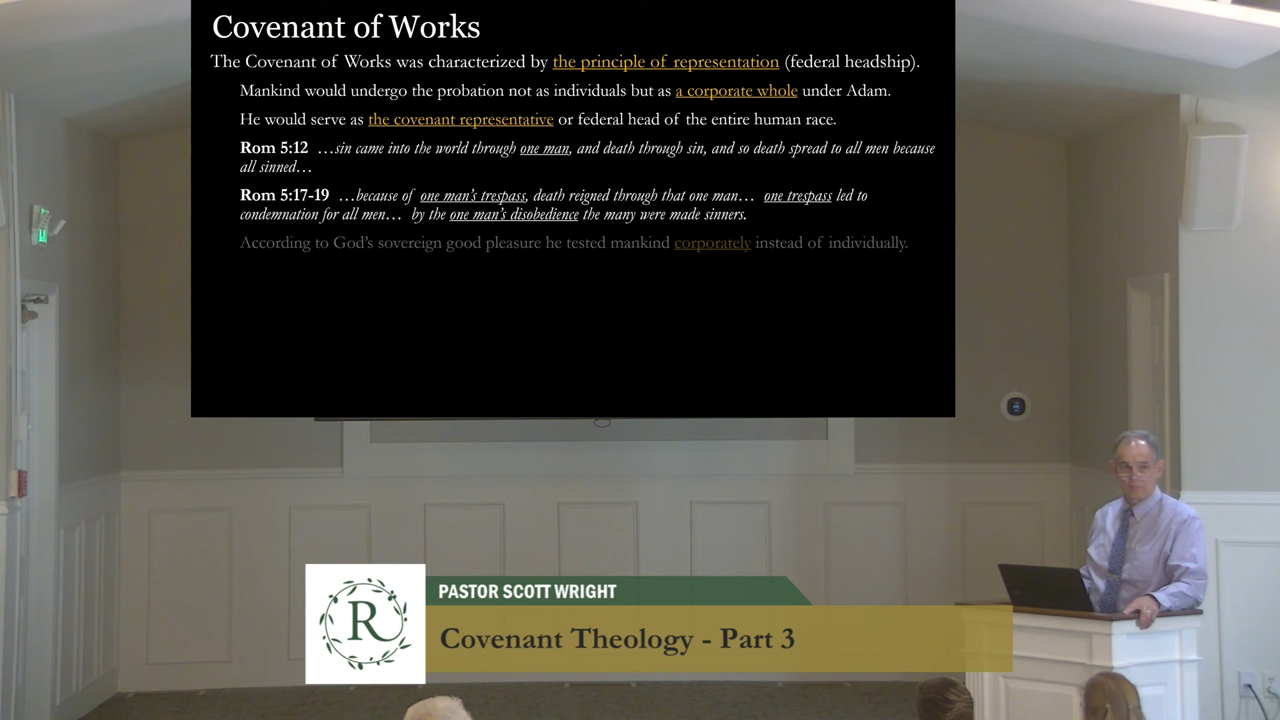 Covenant of Works
The Covenant of Works was characterized by the principle of representation (federal headship).
Mankind would undergo the probation not as individuals but as a corporate whole under Adam.
He would serve as the covenant representative or federal head of the entire human race.
Rom 5:12 …sin came into the world through one man, and death through sin, and so death spread to all men because
all sinned…
Rom 5:17-19 …because of one man’s trespass, death reigned through that one man… one trespass led to
condemnation for all men… by the one man’s disobedience the many were made sinners.
According to God’s sovereign good pleasure he tested mankind corporately instead of individually.
R
PASTOR SCOTT WRIGHT
Covenant Theology - Part 3